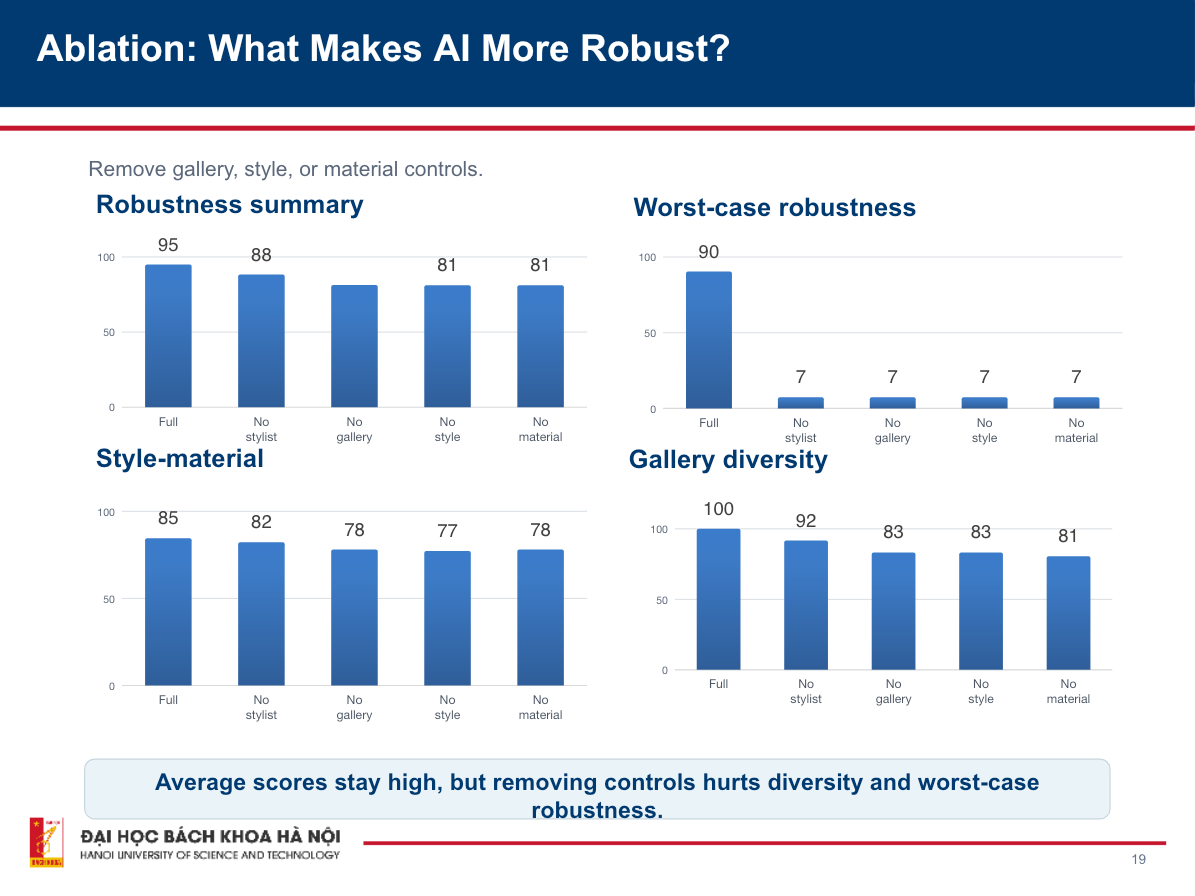 Ablation: What Makes AI More Robust?
Remove gallery, style, or material controls.
Robustness summary
95
88
81
81
100
50
0
Full
No
stylist
No
gallery
No
style
No
material
Worst-case robustness
90
7
7
7
7
100
50
0
Full
No
stylist
No
gallery
No
style
No
material
Style-material
85
82
78
77
78
100
50
0
Full
No
stylist
No
gallery
No
style
No
material
Gallery diversity
100
92
83
83
81
100
50
0
Full
No
stylist
No
gallery
No
style
No
material
Average scores stay high, but removing controls hurts diversity and worst-case
robustness.
ĐẠI HỌC BÁCH KHOA HÀ NỘI
HANOI UNIVERSITY OF SCIENCE AND TECHNOLOGY
19